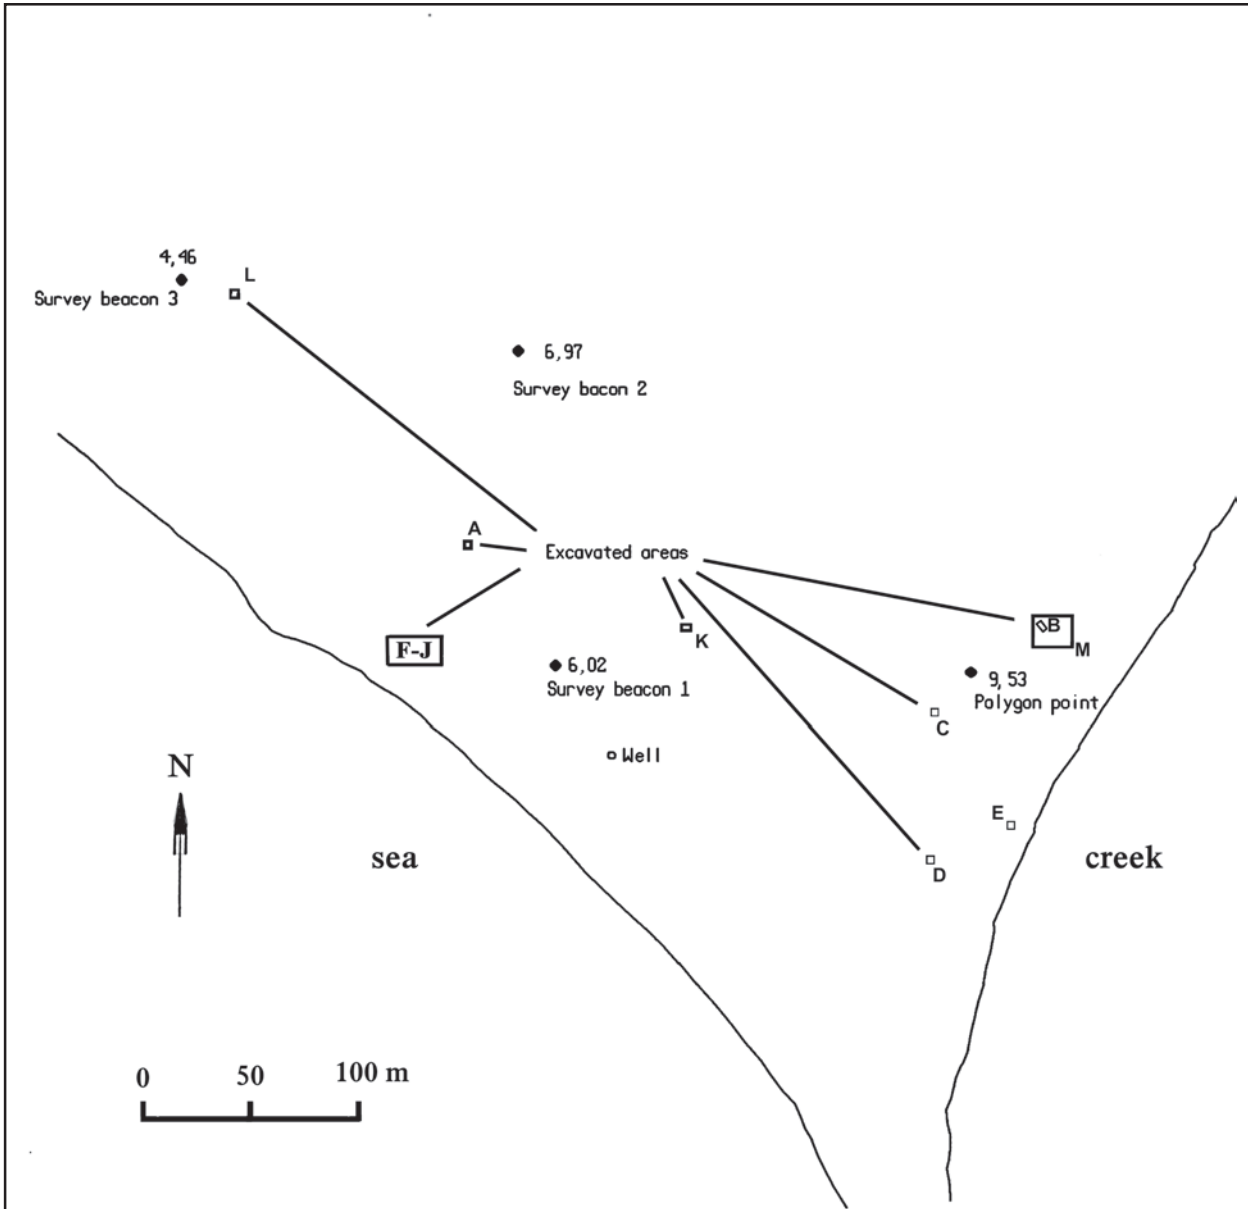 4,46
L
Survey beacon 3
6,97
Survey bacon 2
A
Excavated areas
B
F-J
K
M
6,02
9,53
Survey beacon 1
Polygon point
C
Well
N
E
sea
creek
D
0 50 100 m